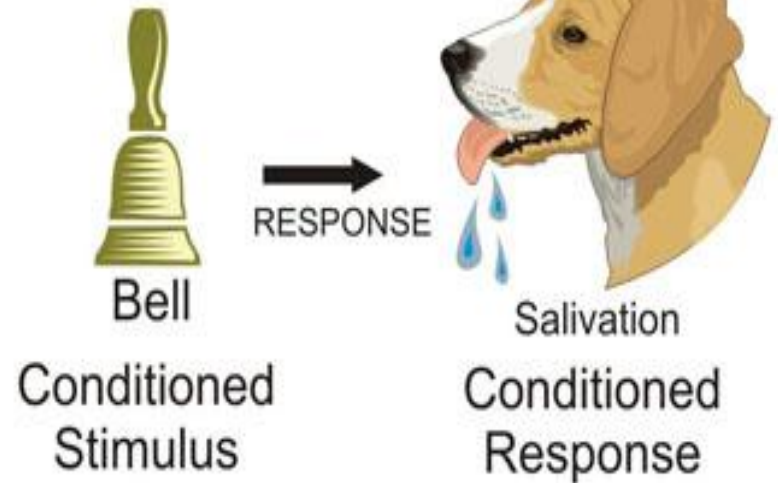 RESPONSE
Bell
Conditioned
Stimulus
Salivation
Conditioned
Response